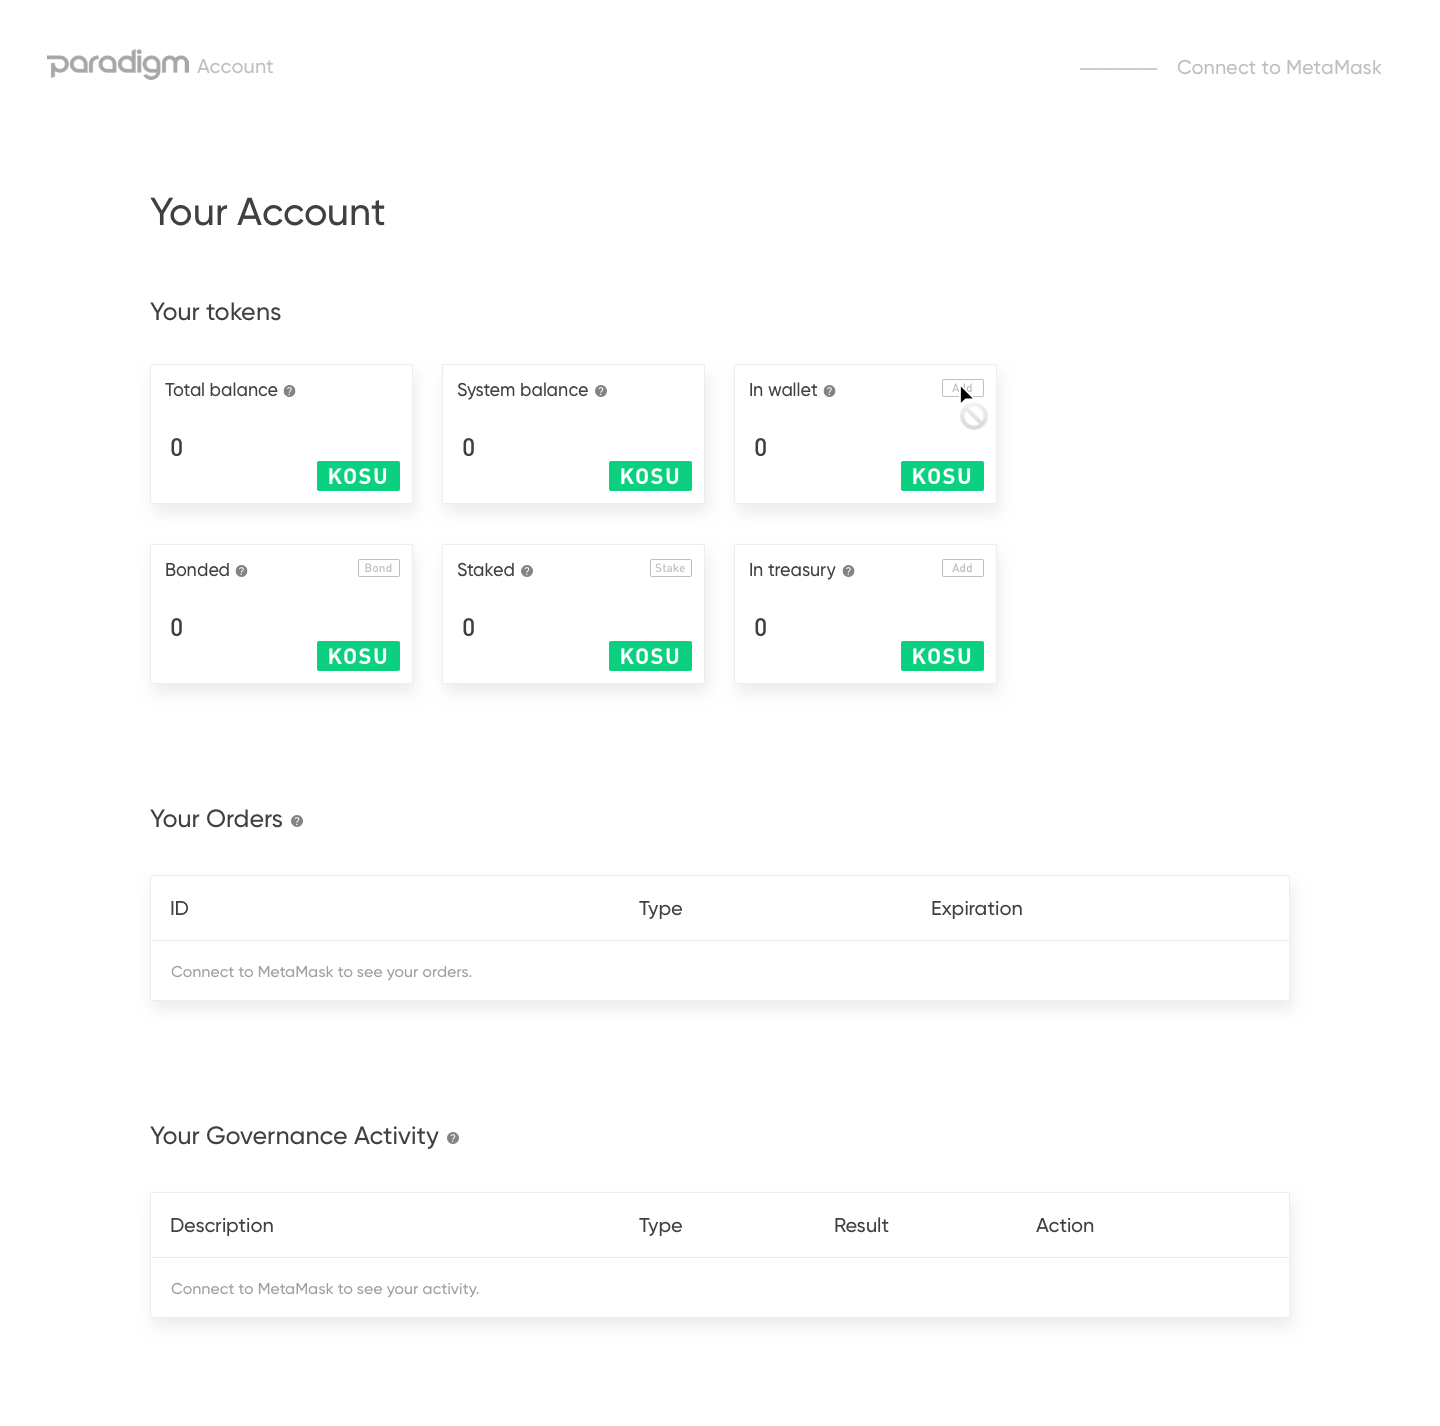 paradigm Account
Connect to MetaMask
Your Account
Your tokens
Total balance ?
0
KOSU
System balance ?
0
KOSU
In wallet ?
Add
0
KOSU
Bonded ?
Bond
0
KOSU
Staked ?
Stake
0
KOSU
In treasury ?
Add
0
KOSU
Your Orders ?
ID Type Expiration
Connect to MetaMask to see your orders.
Your Governance Activity ?
Description Type Result Action
Connect to MetaMask to see your activity.